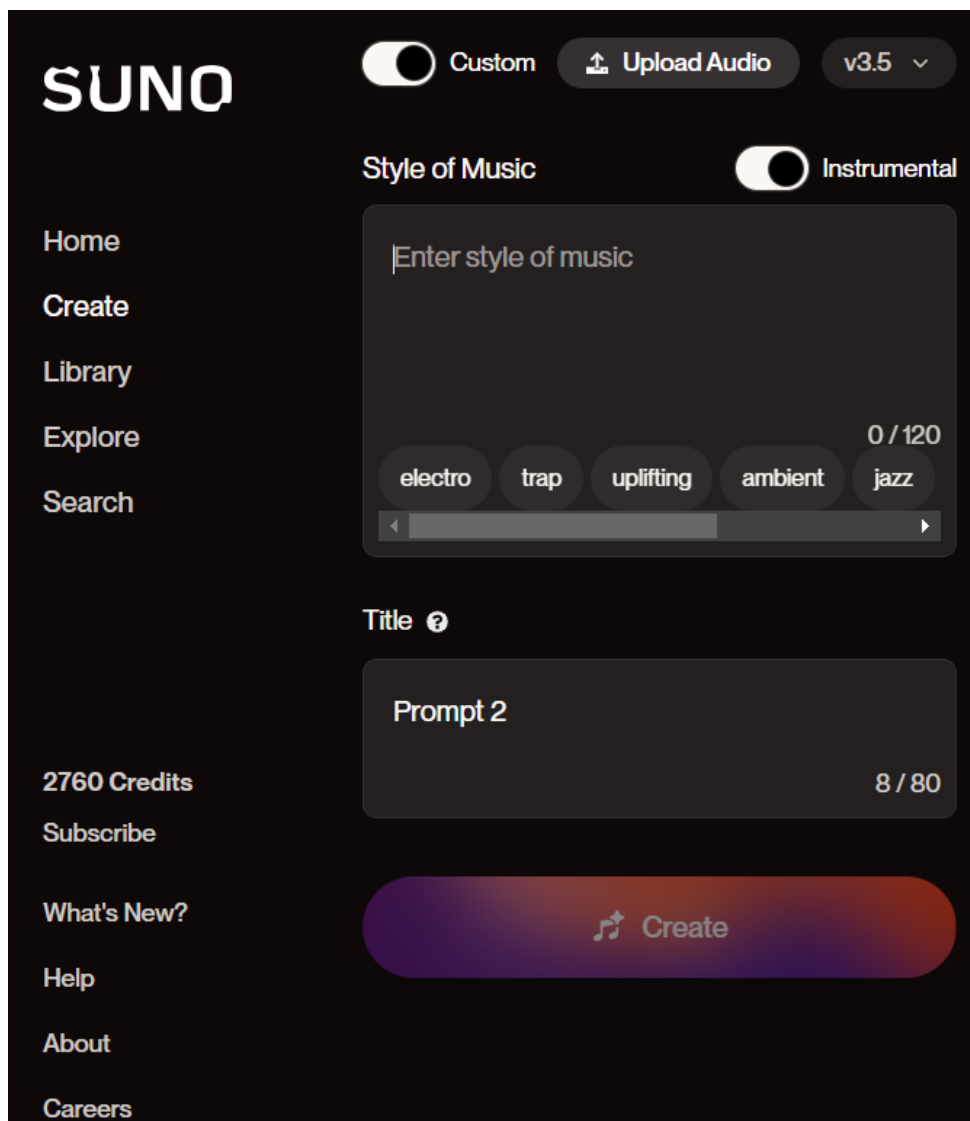 SUNO
Custom
Upload Audio
v3.5
Style of Music
Instrumental
Home
Create
Library
Explore
Search
Enter style of music
0 / 120
electro
trap
uplifting
ambient
jazz
Title
Prompt 2
8 / 80
2760 Credits
Subscribe
What's New?
Help
About
Careers
Create